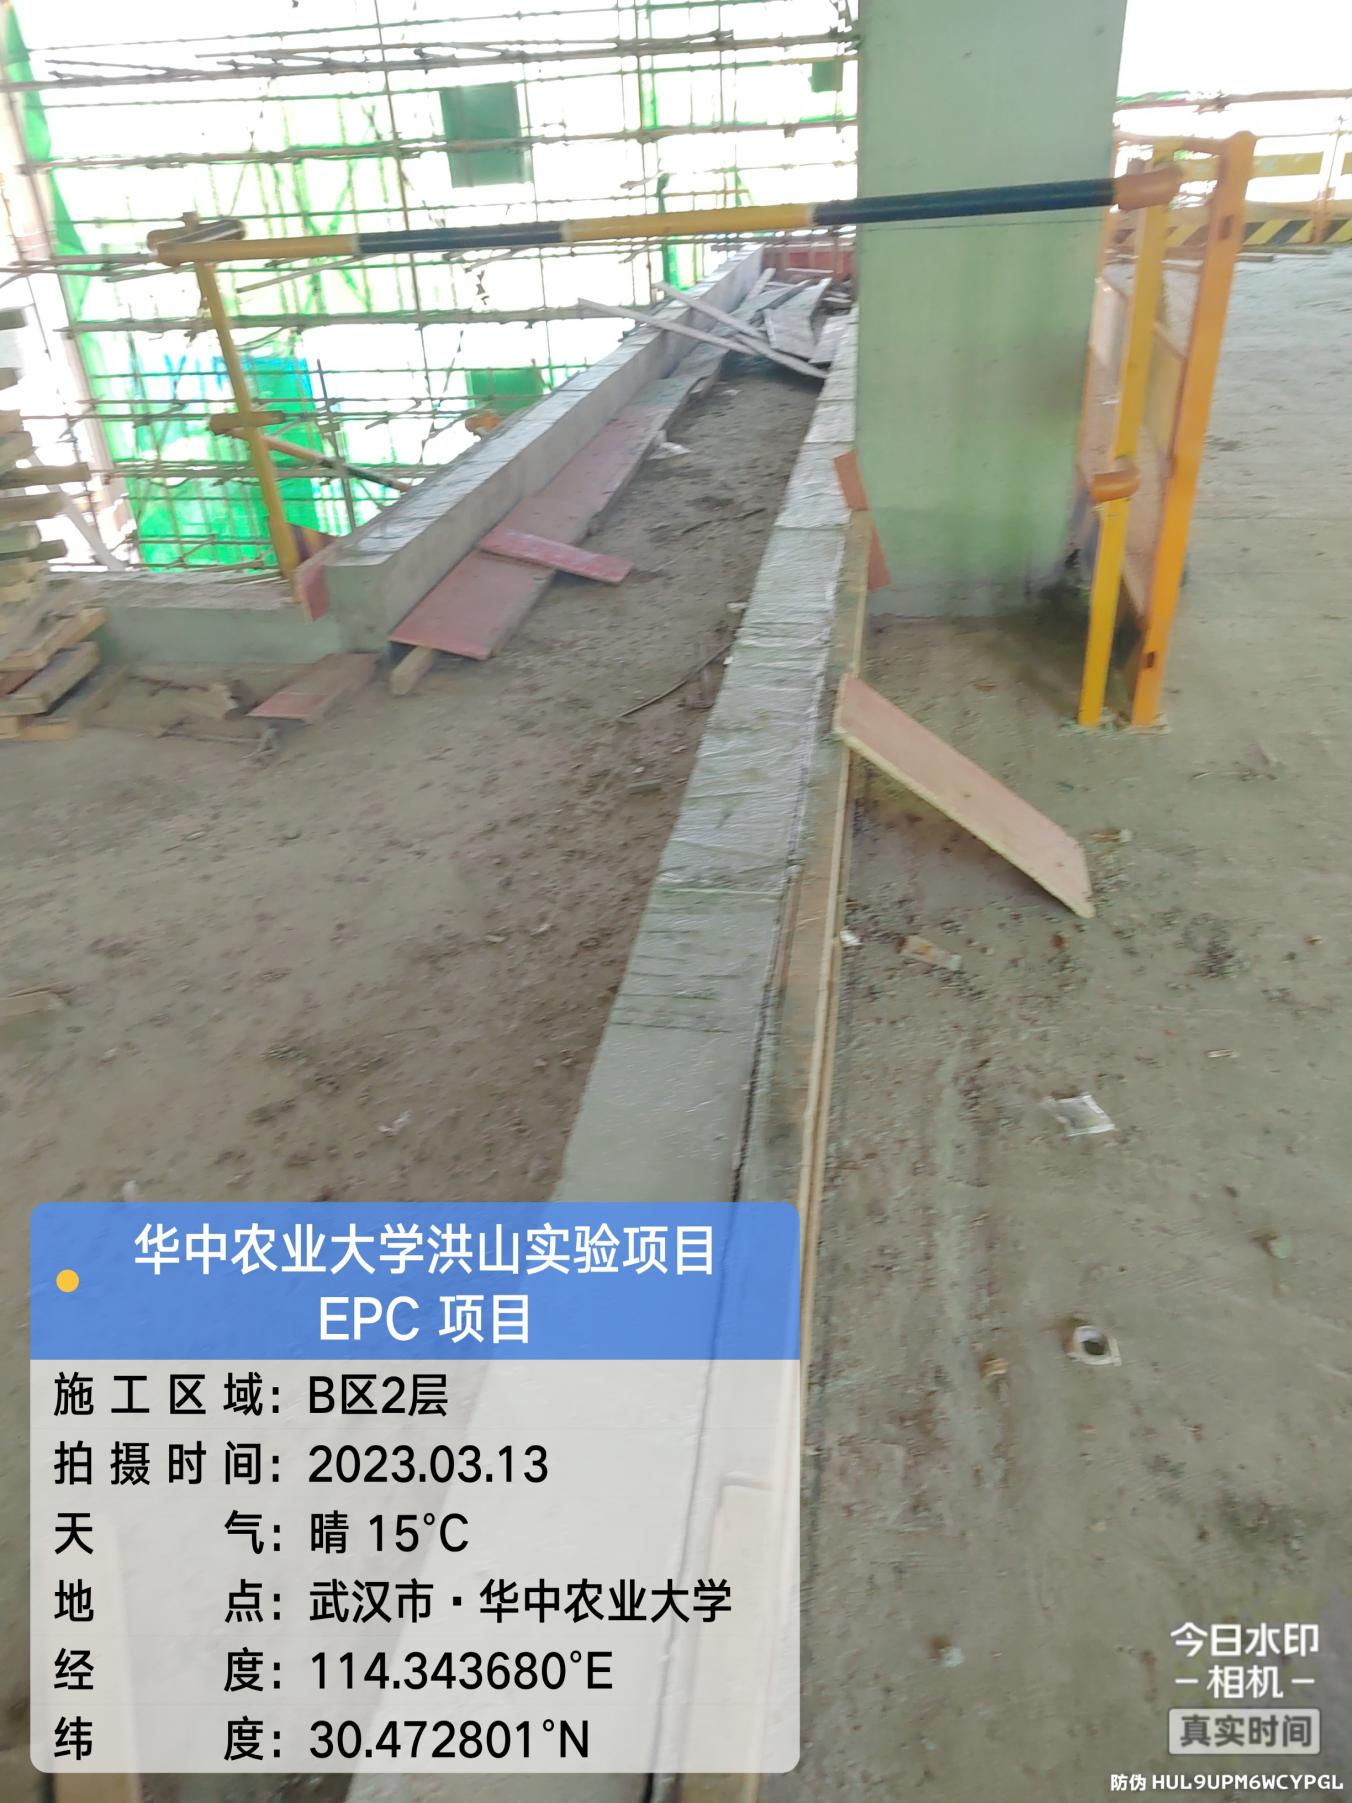 华中农业大学洪山实验项目
EPC 项目
施工区域：B区2层
拍摄时间：2023.03.13
天气：晴 15℃
地点：武汉市·华中农业大学
经度：114.343680°E
纬度：30.472801°N
今日水印
-相机-
真实时间
防伪 HUL9UPM6WCYPGL